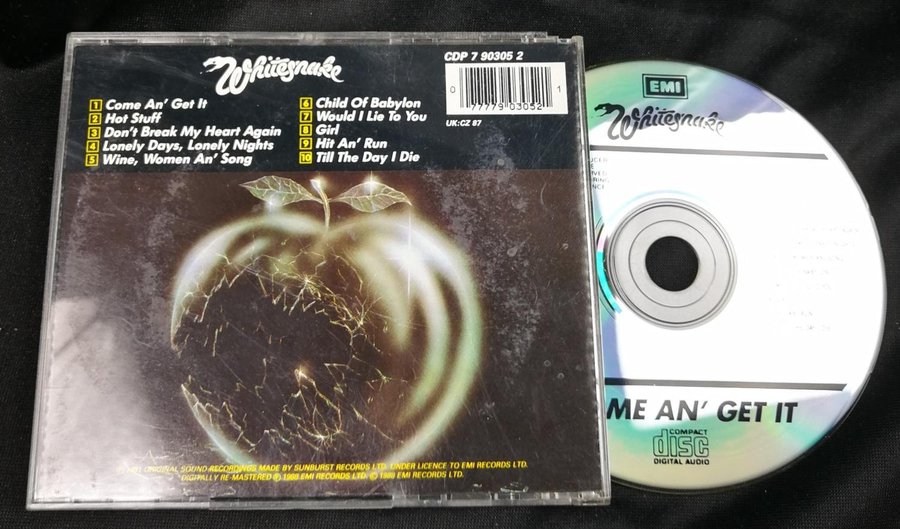 Whitesnake
CDP 7 90305 2
1 Come An' Get It
2 Hot Stuff
3 Don't Break My Heart Again
4 Lonely Days, Lonely Nights
5 Wine, Women An' Song
6 Child Of Babylon
7 Would I Lie To You
8 Girl
9 Hit An' Run
10 Till The Day I Die
0 77779 03052 1
UK:CZ 87
ORIGINAL SOUND RECORDINGS MADE BY SUNBURST RECORDS LTD. UNDER LICENCE TO EMI RECORDS LTD.
DIGITALLY RE-MASTERED ℗ 1988 EMI RECORDS LTD. © 1988 EMI RECORDS LTD.
EMI
Whitesnake
ME AN' GET IT
COMPACT
disc
DIGITAL AUDIO